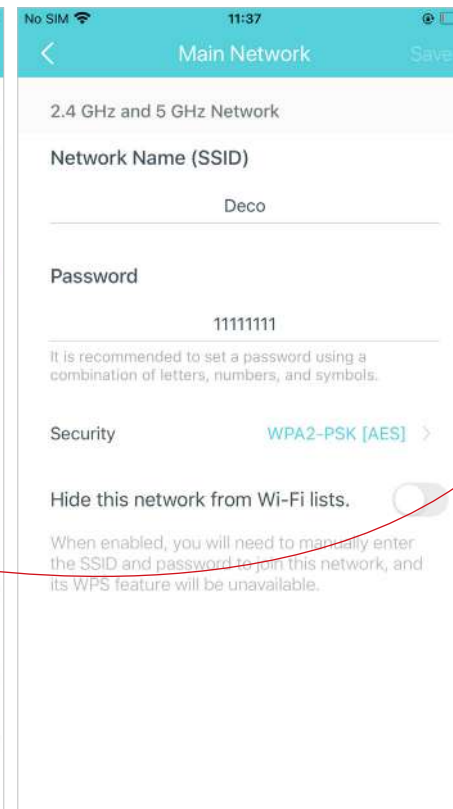 No SIM 11:37
Main Network Save
2.4 GHz and 5 GHz Network
Network Name (SSID)
Deco
Password
11111111
It is recommended to set a password using a
combination of letters, numbers, and symbols.
Security WPA2-PSK [AES]
Hide this network from Wi-Fi lists.
When enabled, you will need to manually enter
the SSID and password to join this network, and
its WPS feature will be unavailable.